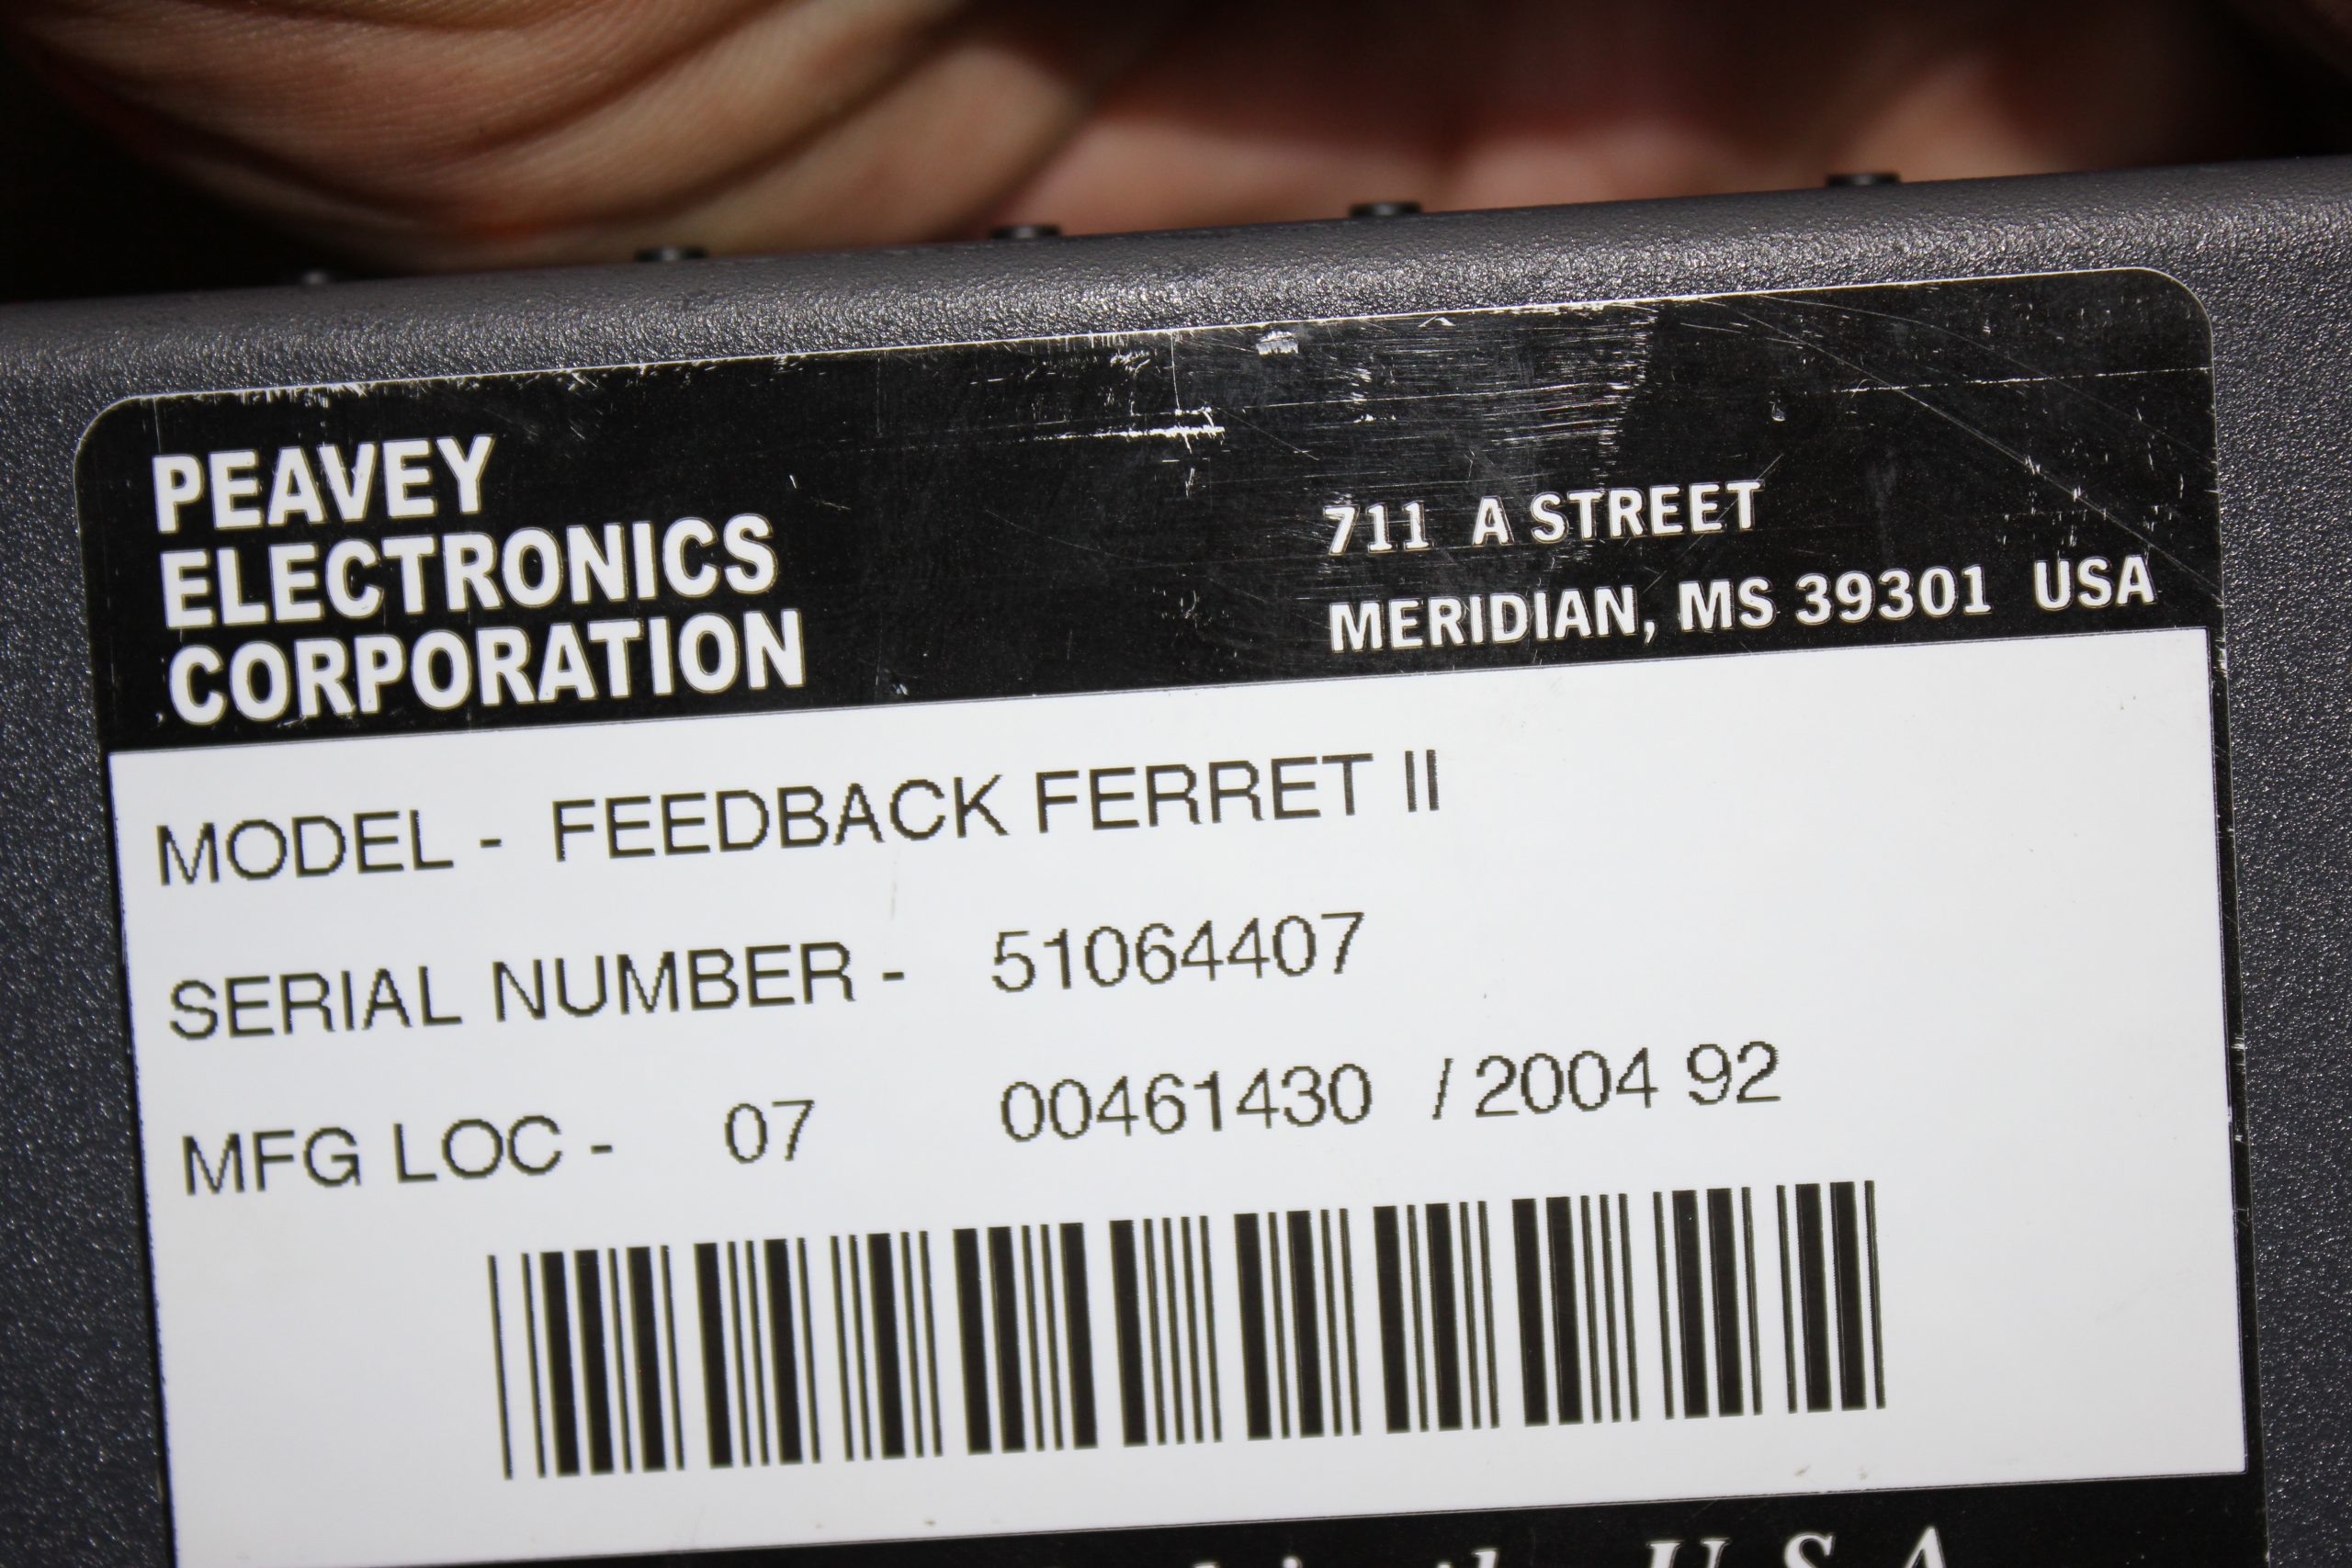 PEAVEY
ELECTRONICS
CORPORATION
711 A STREET
MERIDIAN, MS 39301 USA
MODEL - FEEDBACK FERRET II
SERIAL NUMBER - 51064407
MFG LOC - 07 00461430 / 2004 92
U.S.A